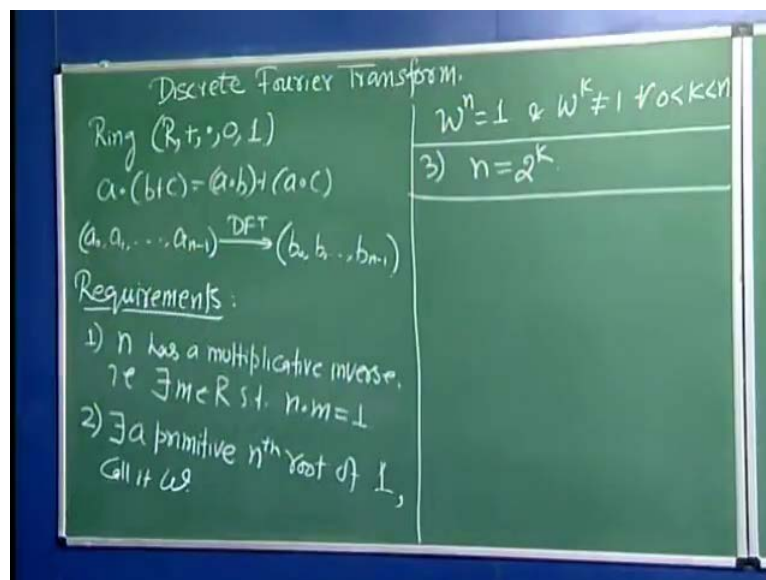 Discrete Fourier Transform.
Ring (R, +, ·, 0, 1)
a·(b+c) = (a·b)+(a·c)
(a₀, a₁, ..., aₙ₋₁) DFT→ (b₀, b₁, .., bₙ₋₁)
Requirements:
1) n has a multiplicative inverse.
ie ∃m∈R s.t. n·m=1
2) ∃ a primitive nᵗʰ root of 1,
Call it ω.
ωⁿ=1 & ωᵏ≠1 ∀ 0<k<n
3) n=2ᵏ.